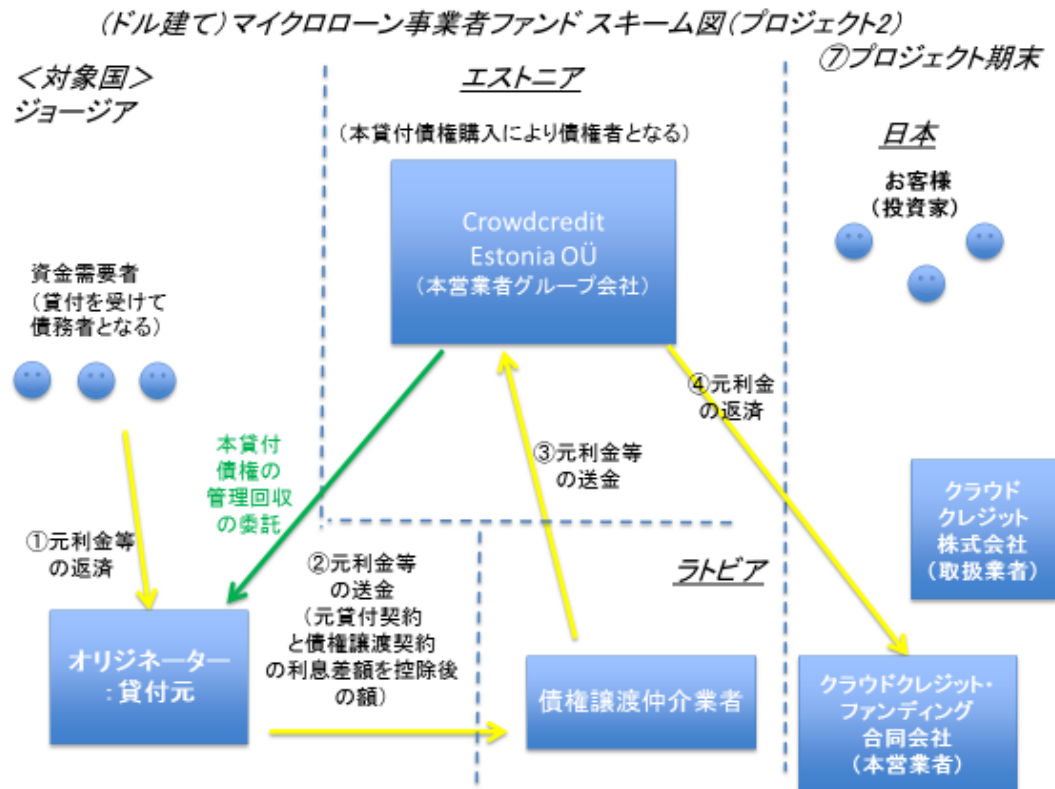 (ドル建て)マイクロローン事業者ファンド スキーム図(プロジェクト2)
⑦プロジェクト期末
<対象国>
ジョージア
エストニア
(本貸付債権購入により債権者となる)
日本
お客様
(投資家)
Crowdcredit
Estonia OÜ
(本営業者グループ会社)
資金需要者
(貸付を受けて
債務者となる)
④元利金
の返済
本貸付
債権の
管理回収
の委託
③元利金等
の送金
クラウド
クレジット
株式会社
(取扱業者)
①元利金等
の返済
②元利金等
の送金
(元貸付契約
と債権譲渡契約
の利息差額を控除後
の額)
ラトビア
オリジネーター
:貸付元
債権譲渡仲介業者
クラウドクレジット・
ファンディング
合同会社
(本営業者)